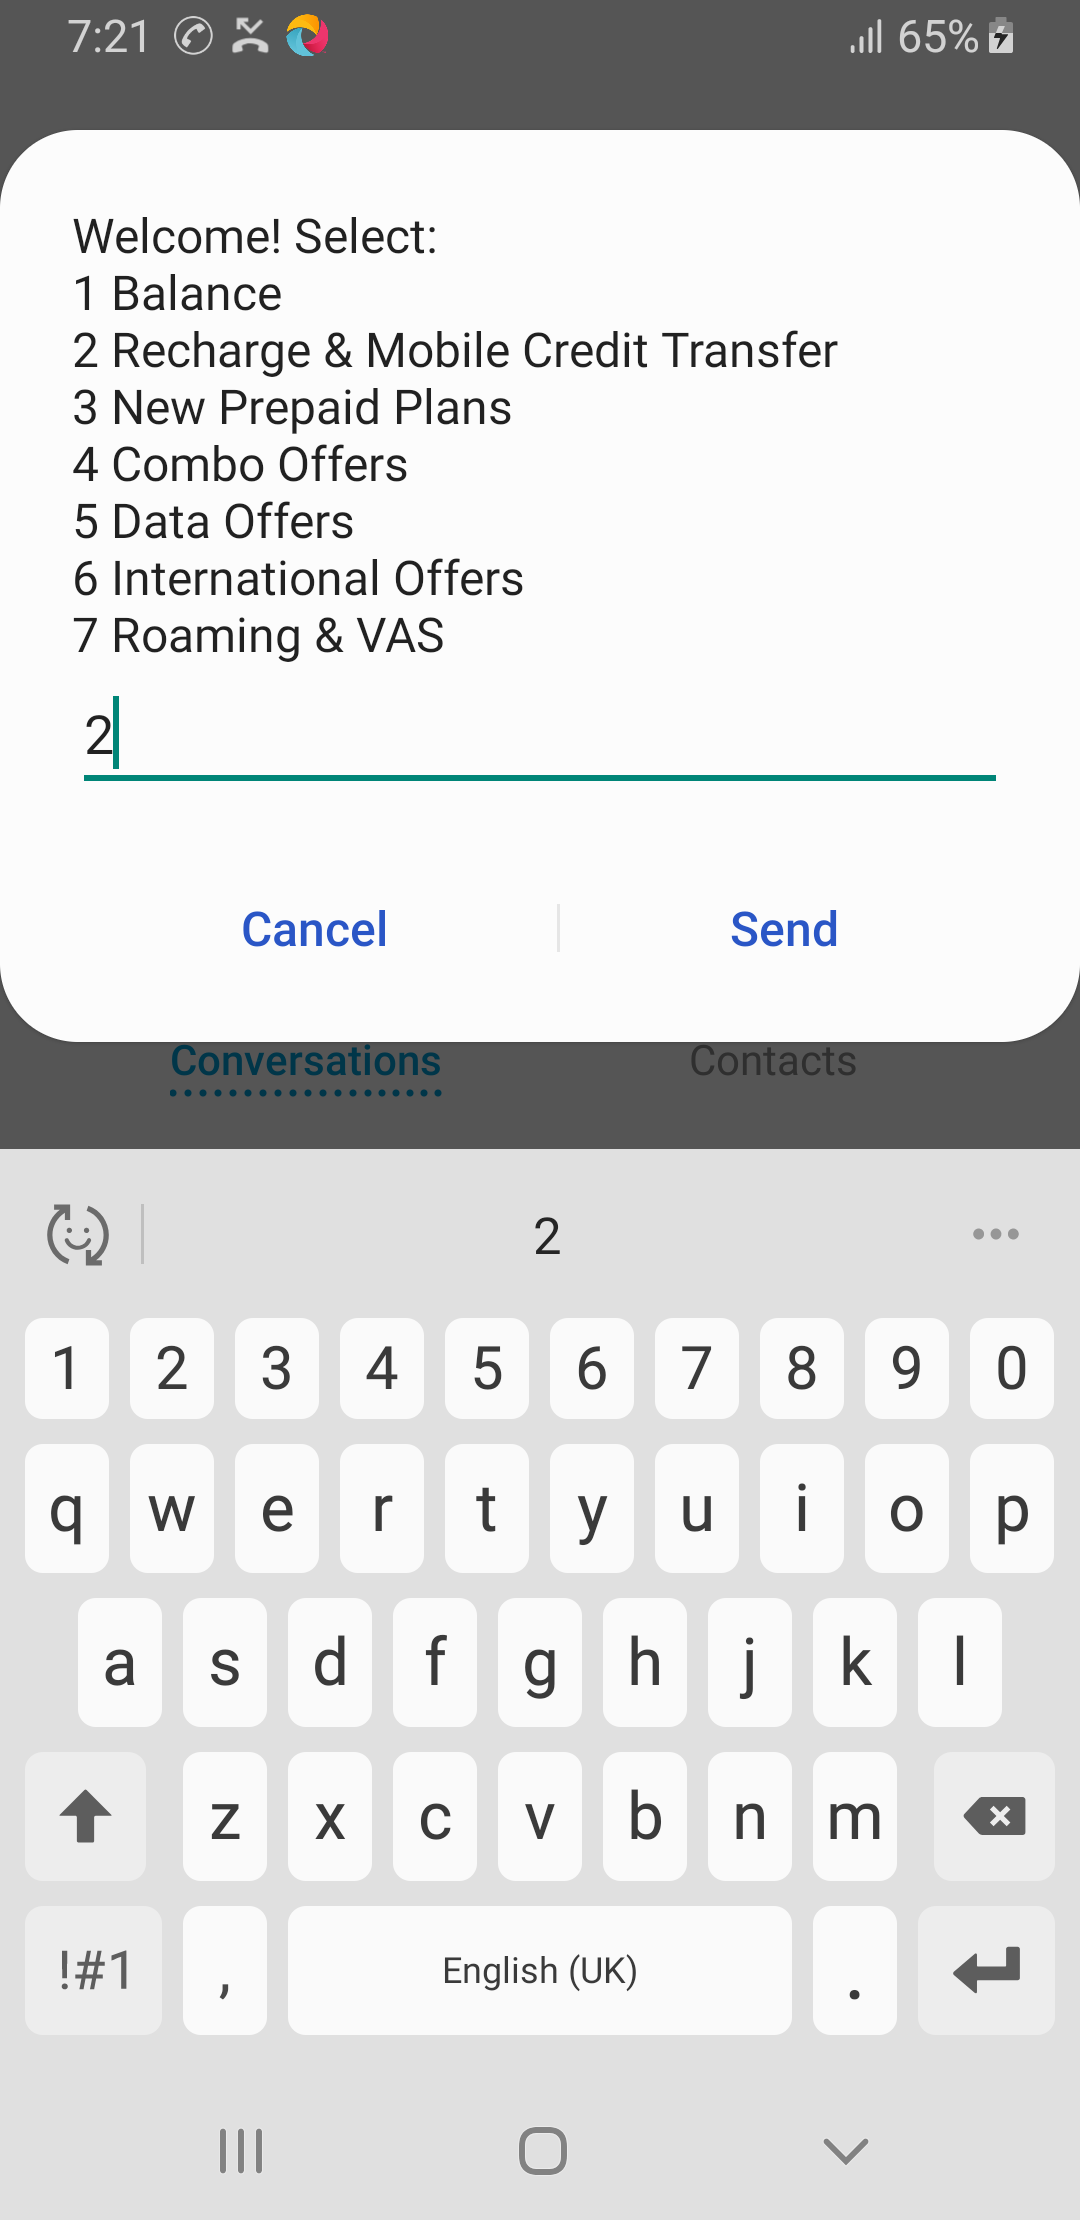 7:21 65%
Welcome! Select:
1 Balance
2 Recharge & Mobile Credit Transfer
3 New Prepaid Plans
4 Combo Offers
5 Data Offers
6 International Offers
7 Roaming & VAS
2
Cancel Send
Conversations Contacts
2
1 2 3 4 5 6 7 8 9 0
q w e r t y u i o p
a s d f g h j k l
z x c v b n m
!#1 , English (UK) .